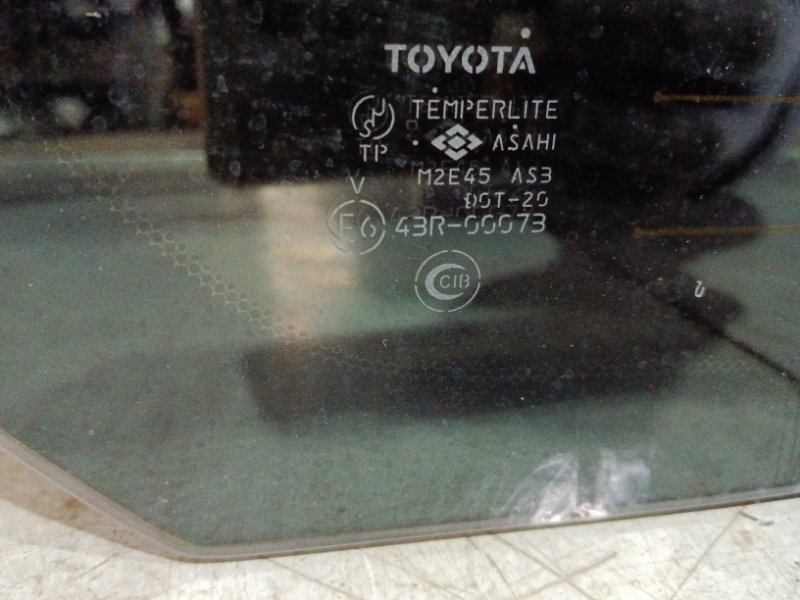 TOYOTA
TEMPERLITE
TP
ASAHI
M2E45 AS3
V
DOT-20
E6 43R-00073
CIB